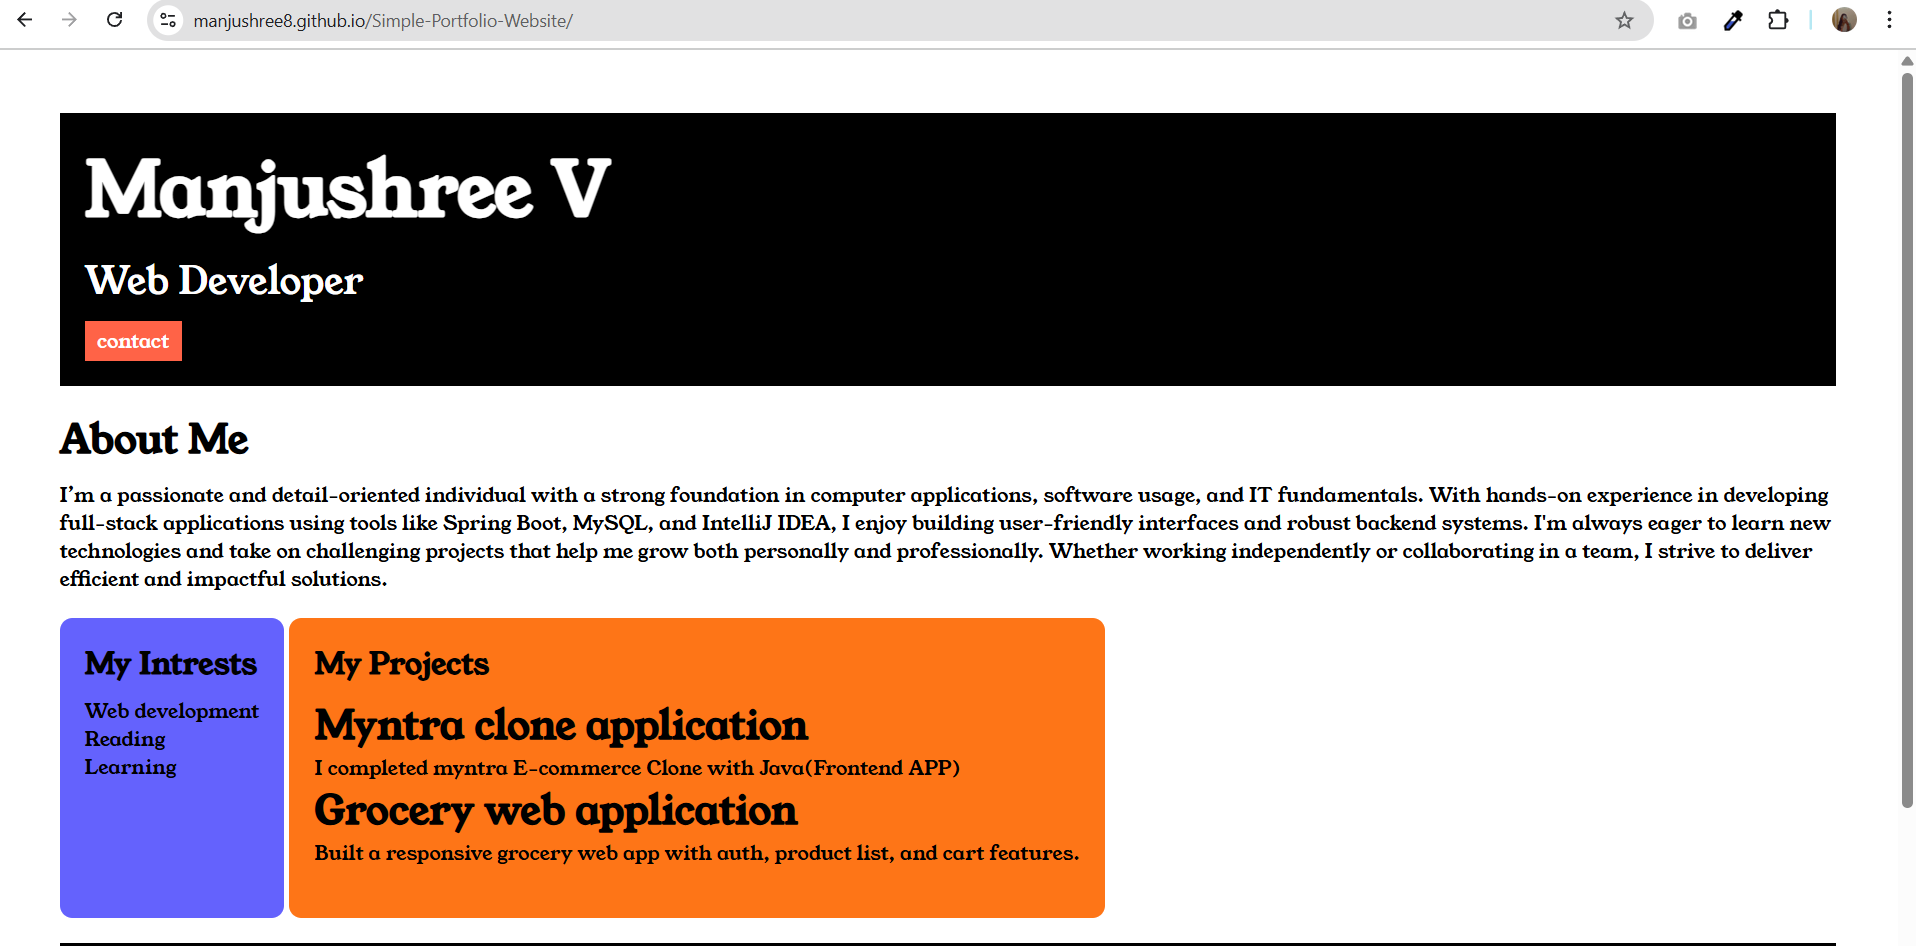 manjushree8.github.io/Simple-Portfolio-Website/
Manjushree V
Web Developer
contact
About Me
I’m a passionate and detail-oriented individual with a strong foundation in computer applications, software usage, and IT fundamentals. With hands-on experience in developing
full-stack applications using tools like Spring Boot, MySQL, and IntelliJ IDEA, I enjoy building user-friendly interfaces and robust backend systems. I'm always eager to learn new
technologies and take on challenging projects that help me grow both personally and professionally. Whether working independently or collaborating in a team, I strive to deliver
efficient and impactful solutions.
My Intrests
Web development
Reading
Learning
My Projects
Myntra clone application
I completed myntra E-commerce Clone with Java(Frontend APP)
Grocery web application
Built a responsive grocery web app with auth, product list, and cart features.